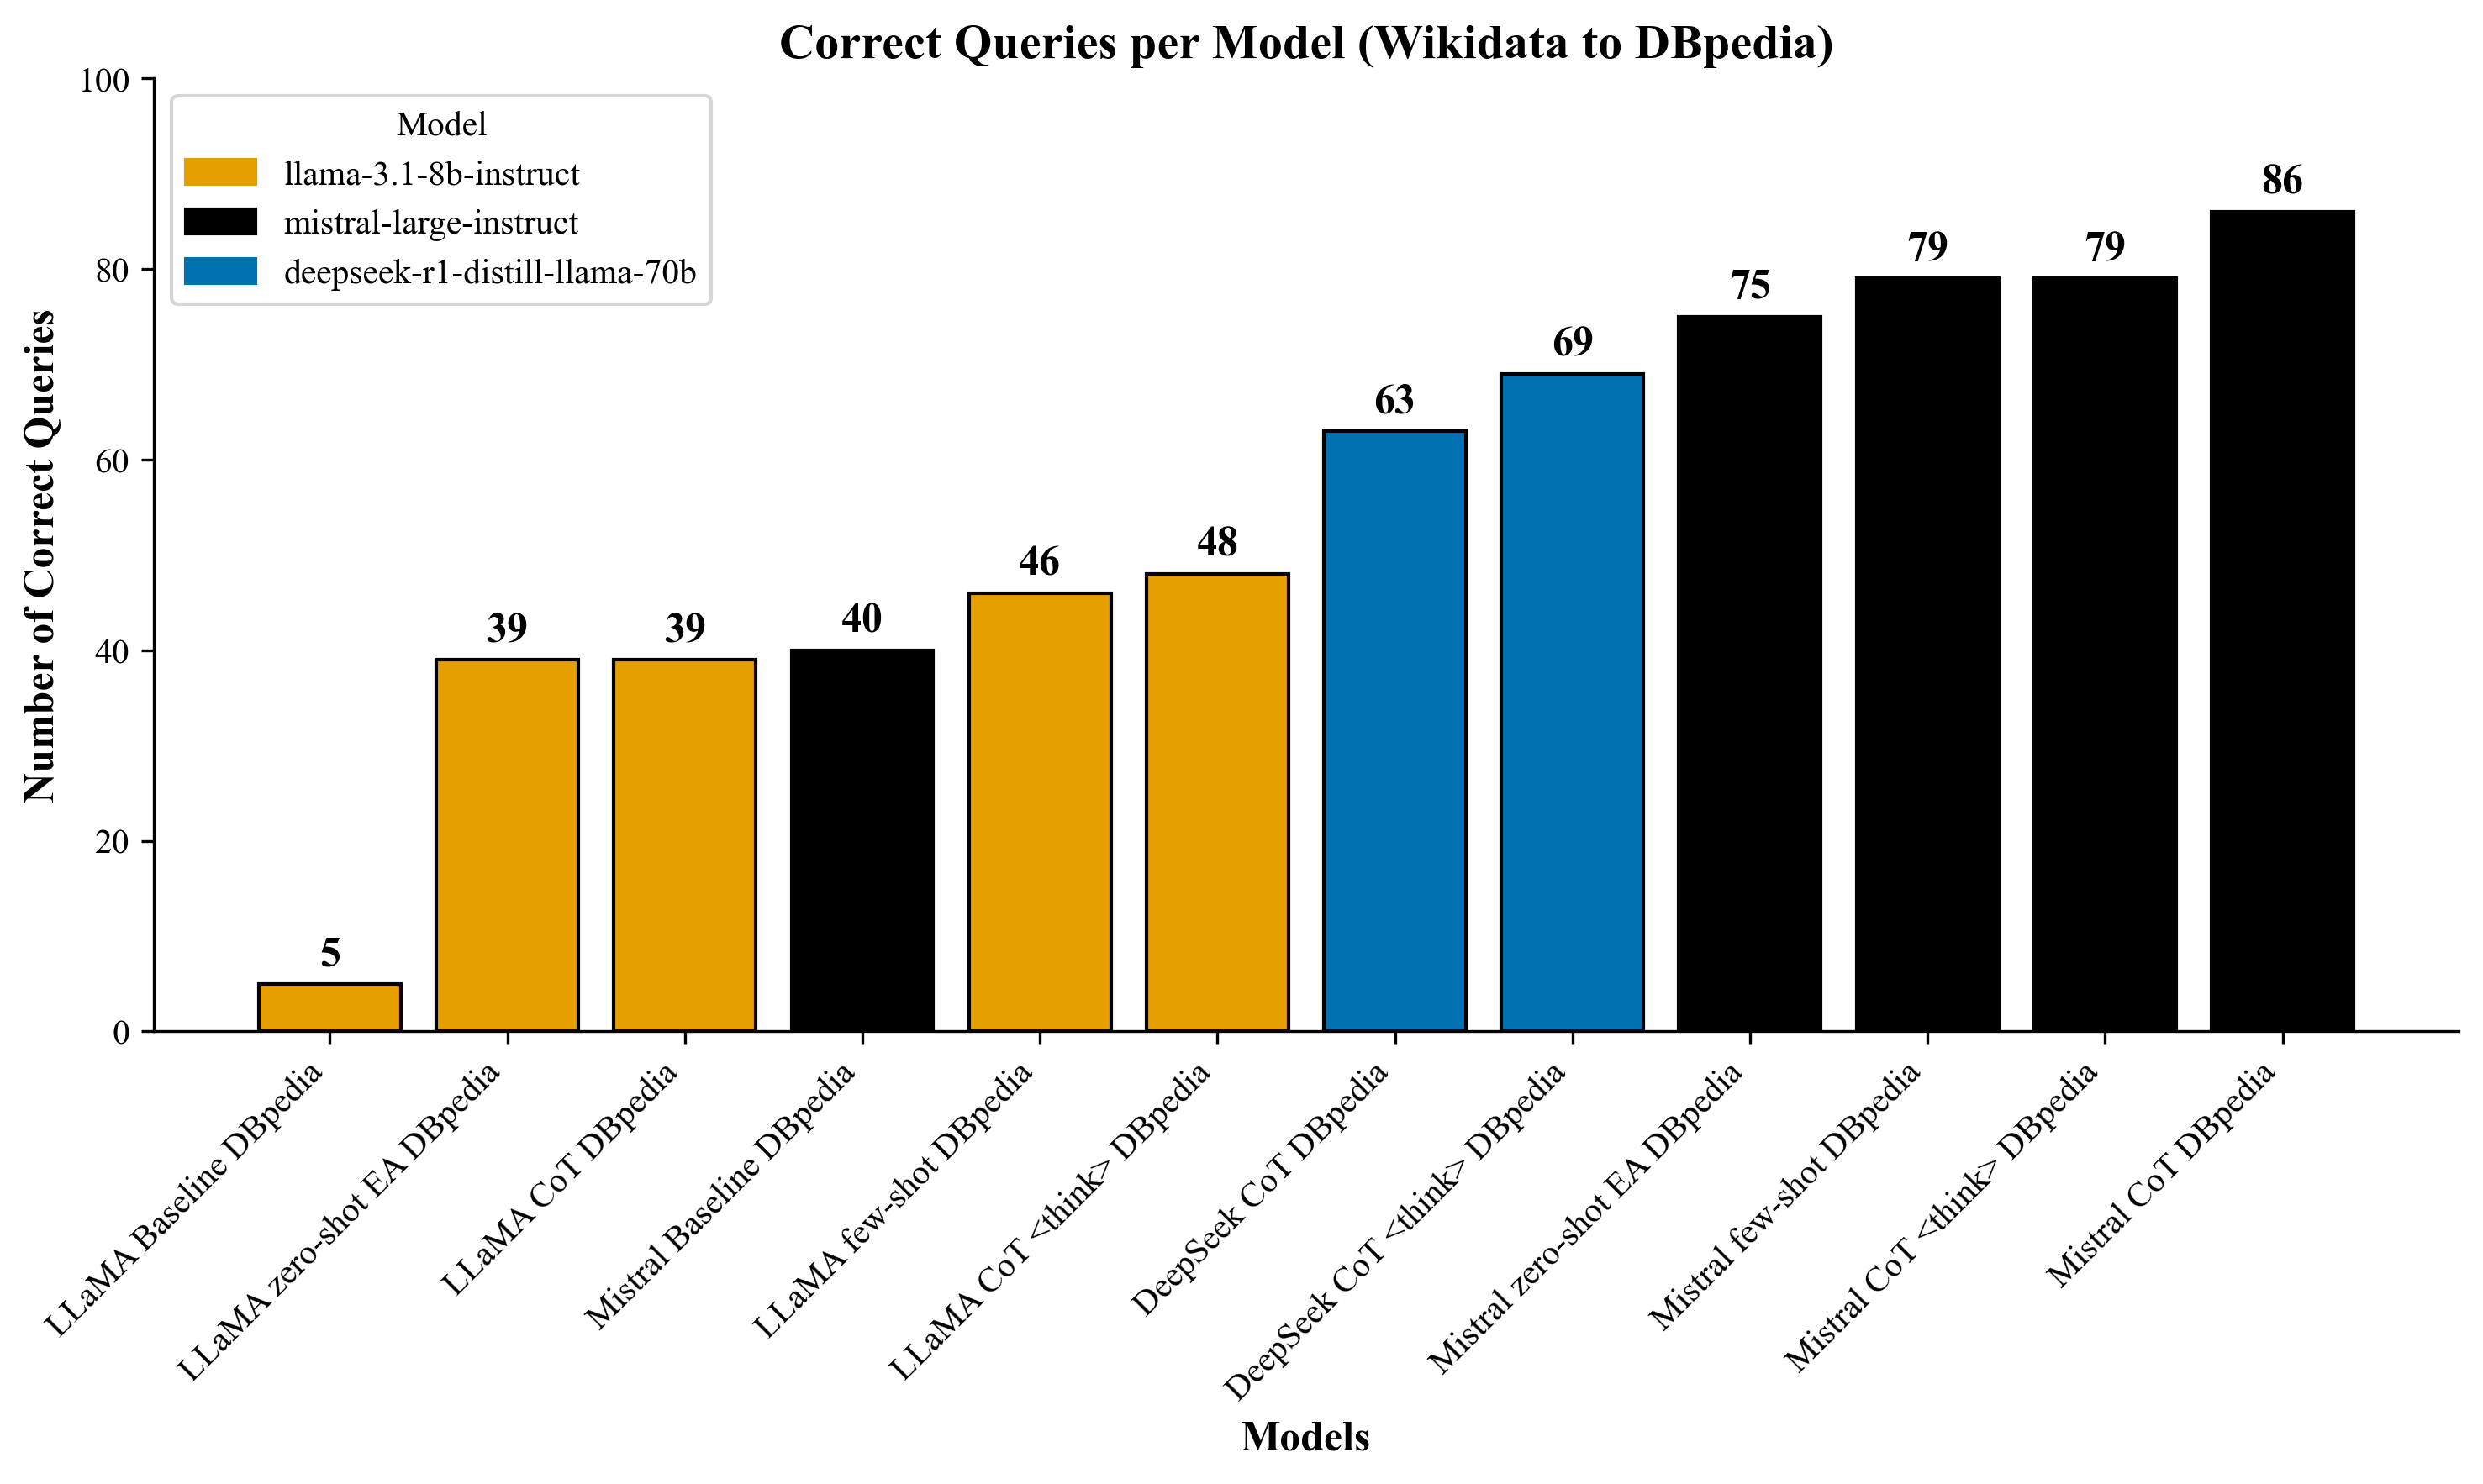 Correct Queries per Model (Wikidata to DBpedia)
Number of Correct Queries
100
80
60
40
20
0
Model
llama-3.1-8b-instruct
mistral-large-instruct
deepseek-r1-distill-llama-70b
5
39
39
40
46
48
63
69
75
79
79
86
LLaMA Baseline DBpedia
LLaMA zero-shot EA DBpedia
LLaMA CoT DBpedia
Mistral Baseline DBpedia
LLaMA few-shot DBpedia
LLaMA CoT <think> DBpedia
DeepSeek CoT DBpedia
DeepSeek CoT <think> DBpedia
Mistral zero-shot EA DBpedia
Mistral few-shot DBpedia
Mistral CoT <think> DBpedia
Mistral CoT DBpedia
Models